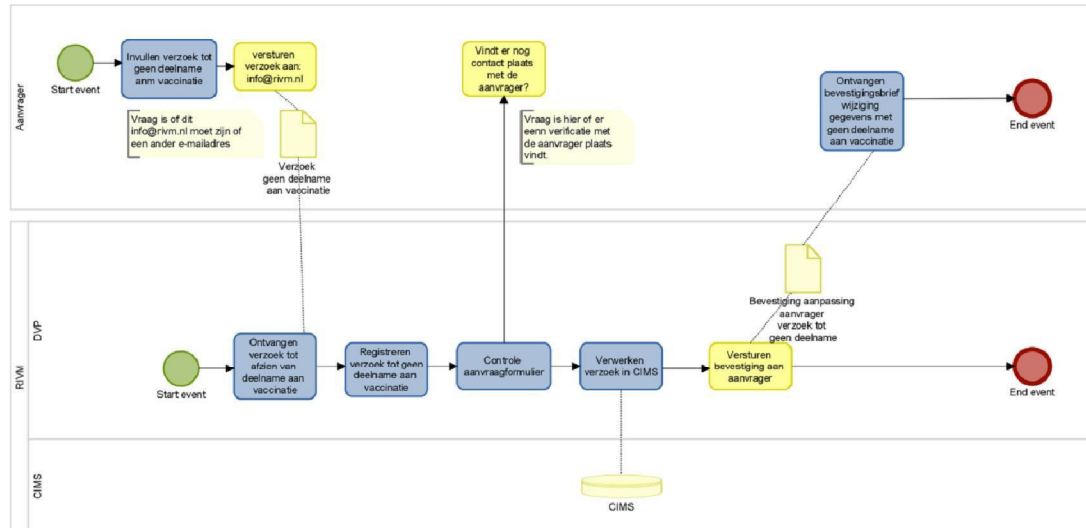 Aanvrager
Start event
Invullen verzoek tot
geen deelname
anm vaccinatie
versturen
verzoek aan:
info@rivm.nl
Vraag is of dit
info@rivm.nl moet zijn of
een ander e-mailadres
Verzoek
geen deelname
aan vaccinatie
Vindt er nog
contact plaats
met de
aanvrager?
Vraag is hier of er
eenn verificatie met
de aanvrager plaats
vindt.
Ontvangen
bevestigingsbrief
wijziging
gegevens met
geen deelname
aan vaccinatie
End event
RIVM
DVP
Start event
Ontvangen
verzoek tot
afzien van
deelname aan
vaccinatie
Registreren
verzoek tot geen
deelname aan
vaccinatie
Controle
aanvraagformulier
Verwerken
verzoek in CIMS
Bevestiging aanpassing
aanvrager
verzoek tot
geen deelname
Versturen
bevestiging aan
aanvrager
End event
CIMS
CIMS